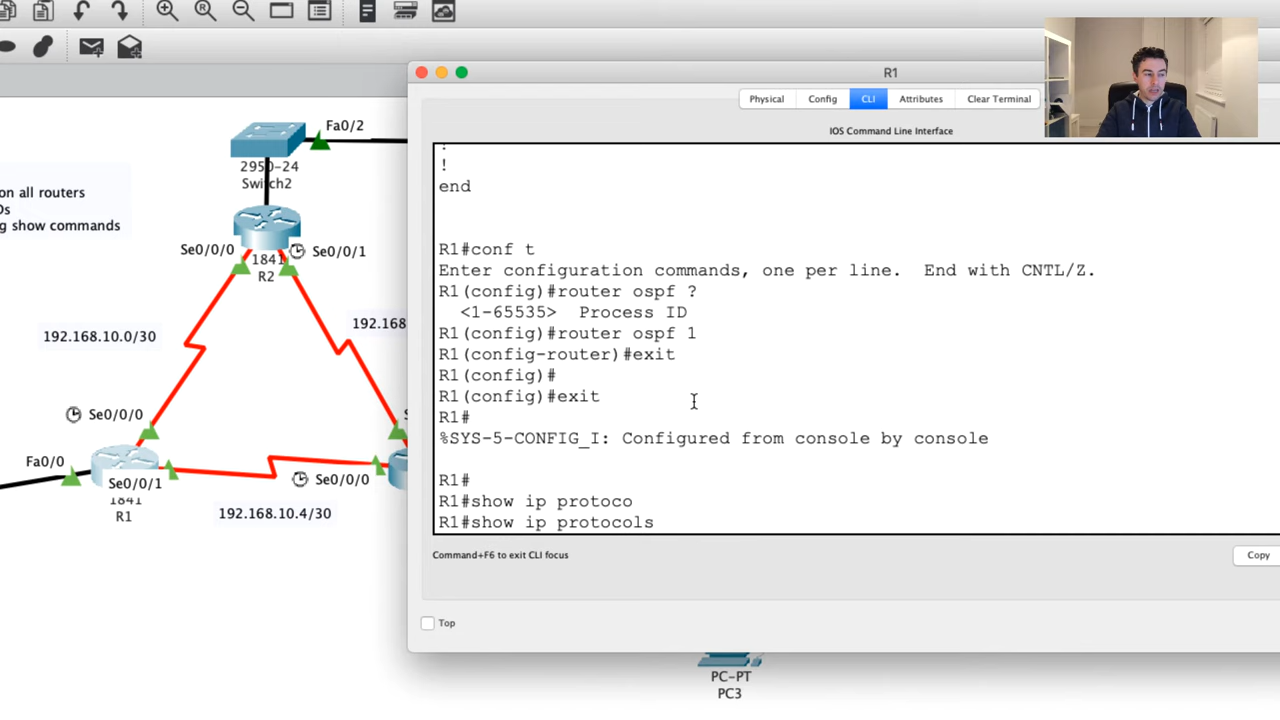 R1
Physical
Config
CLI
Attributes
Clear Terminal
IOS Command Line Interface
!
!
end
R1#conf t
Enter configuration commands, one per line.  End with CNTL/Z.
R1(config)#router ospf ?
<1-65535>  Process ID
R1(config)#router ospf 1
R1(config-router)#exit
R1(config)#
R1(config)#exit
R1#
%SYS-5-CONFIG_I: Configured from console by console
R1#
R1#show ip protoco
R1#show ip protocols
Command+F6 to exit CLI focus
Copy
Top
on all routers
Ds
g show commands
Fa0/2
2950-24
Switch2
Se0/0/0
Se0/0/1
1841
R2
192.168.10.0/30
192.168
Se0/0/0
Fa0/0
Se0/0/1
1841
R1
Se0/0/0
192.168.10.4/30
PC-PT
PC3